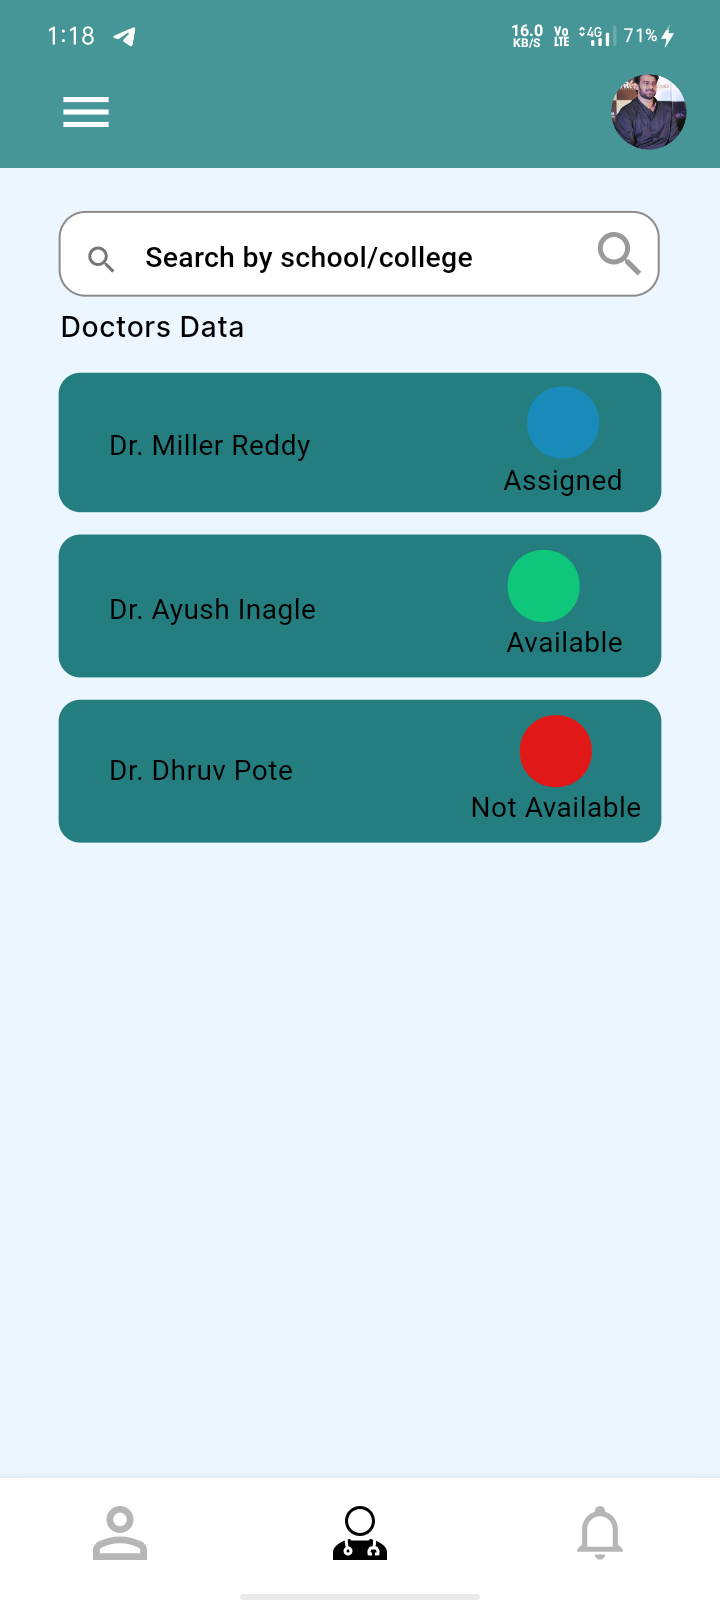 1:18 16.0 KB/S Vo LTE 4G 71%
Search by school/college
Doctors Data
Dr. Miller Reddy
Assigned
Dr. Ayush Inagle
Available
Dr. Dhruv Pote
Not Available